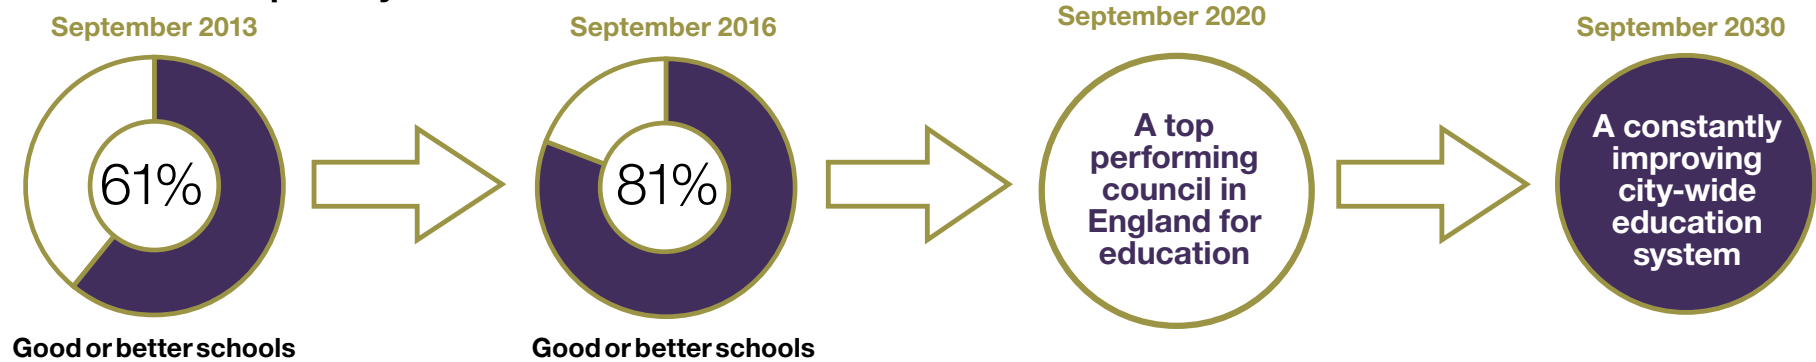 September 2013
61%
Good or better schools
September 2016
81%
Good or better schools
September 2020
A top
performing
council in
England for
education
September 2030
A constantly
improving
city-wide
education
system